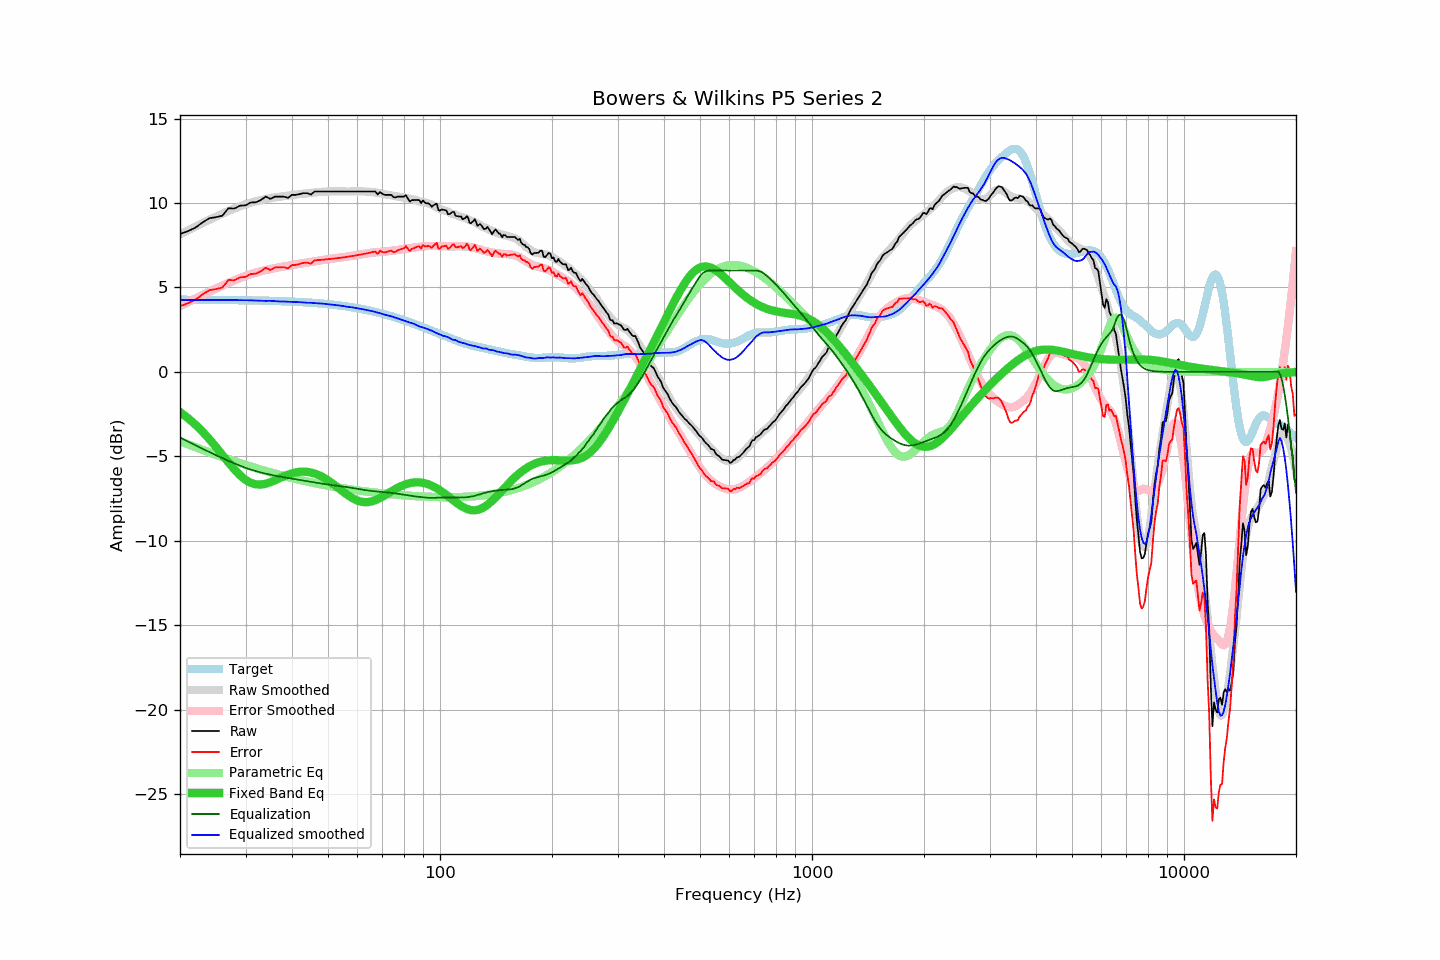 Bowers & Wilkins P5 Series 2
15
10
5
0
−5
−10
−15
−20
−25
Amplitude (dBr)
Target
Raw Smoothed
Error Smoothed
Raw
Error
Parametric Eq
Fixed Band Eq
Equalization
Equalized smoothed
100 1000 10000
Frequency (Hz)